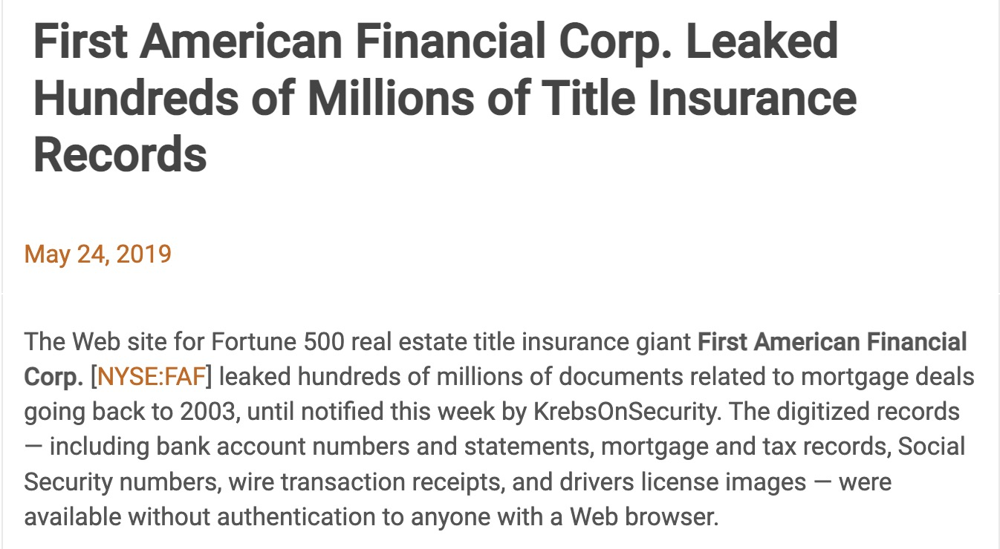 First American Financial Corp. Leaked
Hundreds of Millions of Title Insurance
Records
May 24, 2019
The Web site for Fortune 500 real estate title insurance giant First American Financial
Corp. [NYSE:FAF] leaked hundreds of millions of documents related to mortgage deals
going back to 2003, until notified this week by KrebsOnSecurity. The digitized records
— including bank account numbers and statements, mortgage and tax records, Social
Security numbers, wire transaction receipts, and drivers license images — were
available without authentication to anyone with a Web browser.